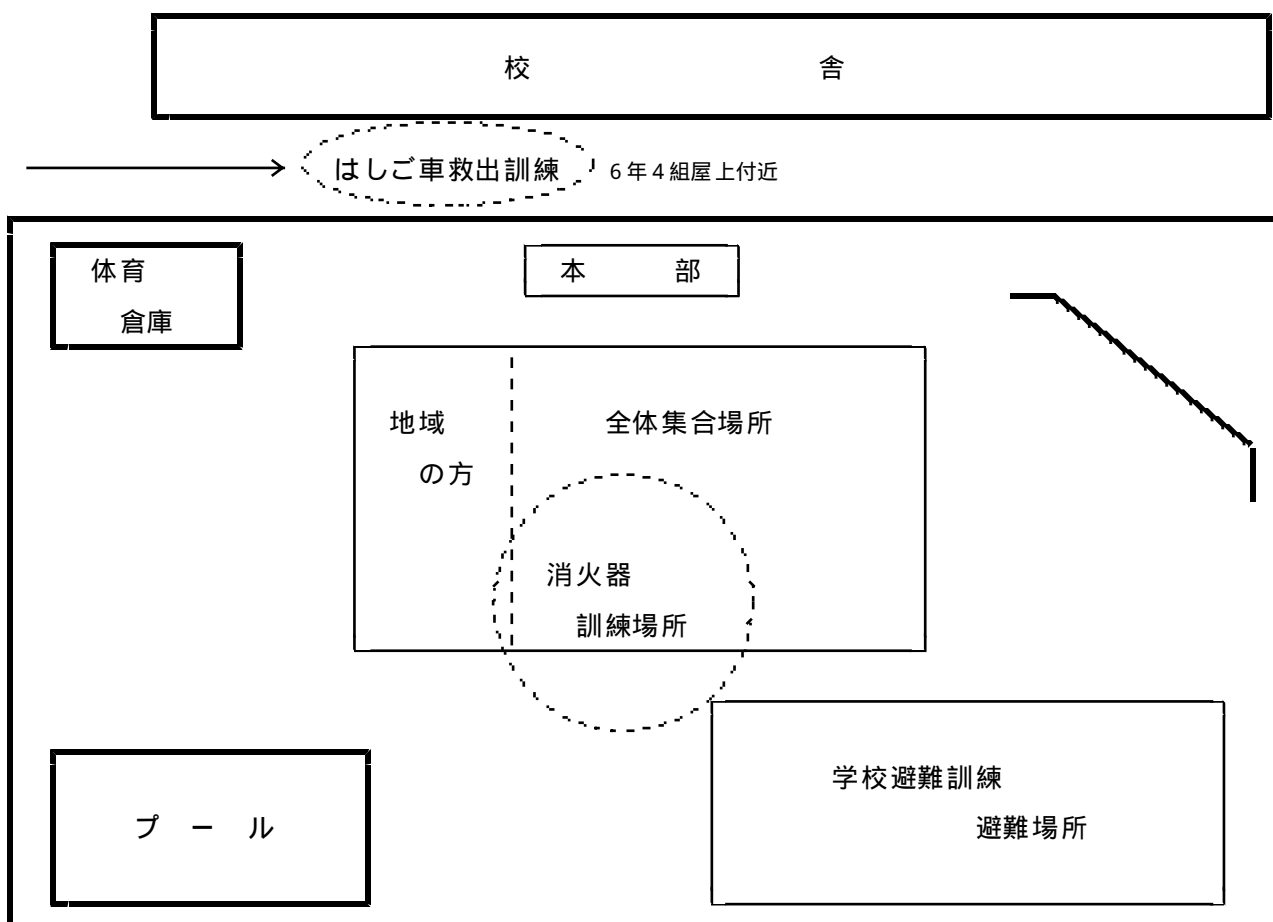 校舎
はしご車救出訓練
6年4組屋上付近
体育
倉庫
本部
地域
の方
全体集合場所
消火器
訓練場所
プール
学校避難訓練
避難場所